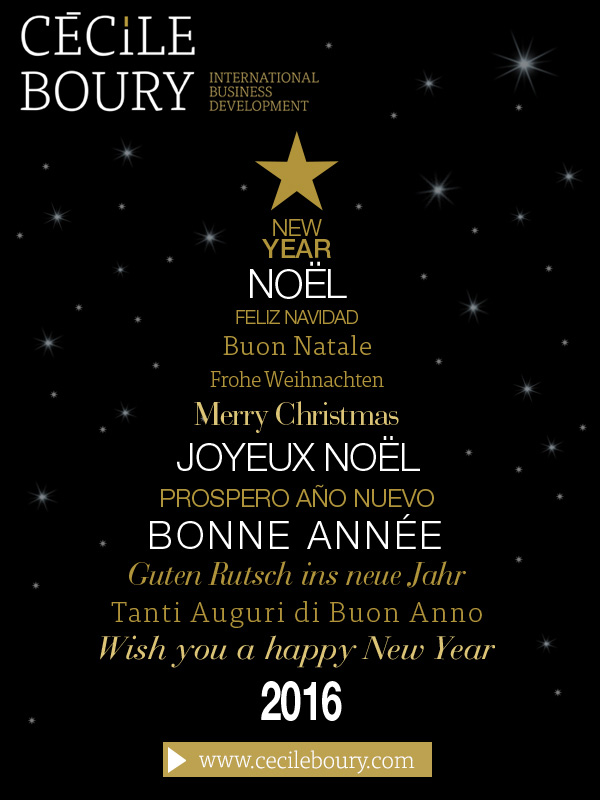 CÉCiLE
BOURY
INTERNATIONAL
BUSINESS
DEVELOPMENT
NEW
YEAR
NOËL
FELIZ NAVIDAD
Buon Natale
Frohe Weihnachten
Merry Christmas
JOYEUX NOËL
PROSPERO AÑO NUEVO
BONNE ANNÉE
Guten Rutsch ins neue Jahr
Tanti Auguri di Buon Anno
Wish you a happy New Year
2016
www.cecileboury.com